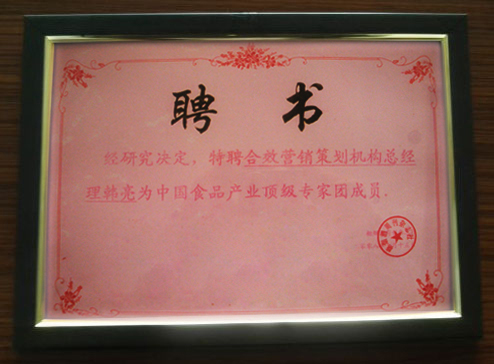 聘书
经研究决定，特聘合效营销策划机构总经
理韩亮为中国食品产业顶级专家团成员.